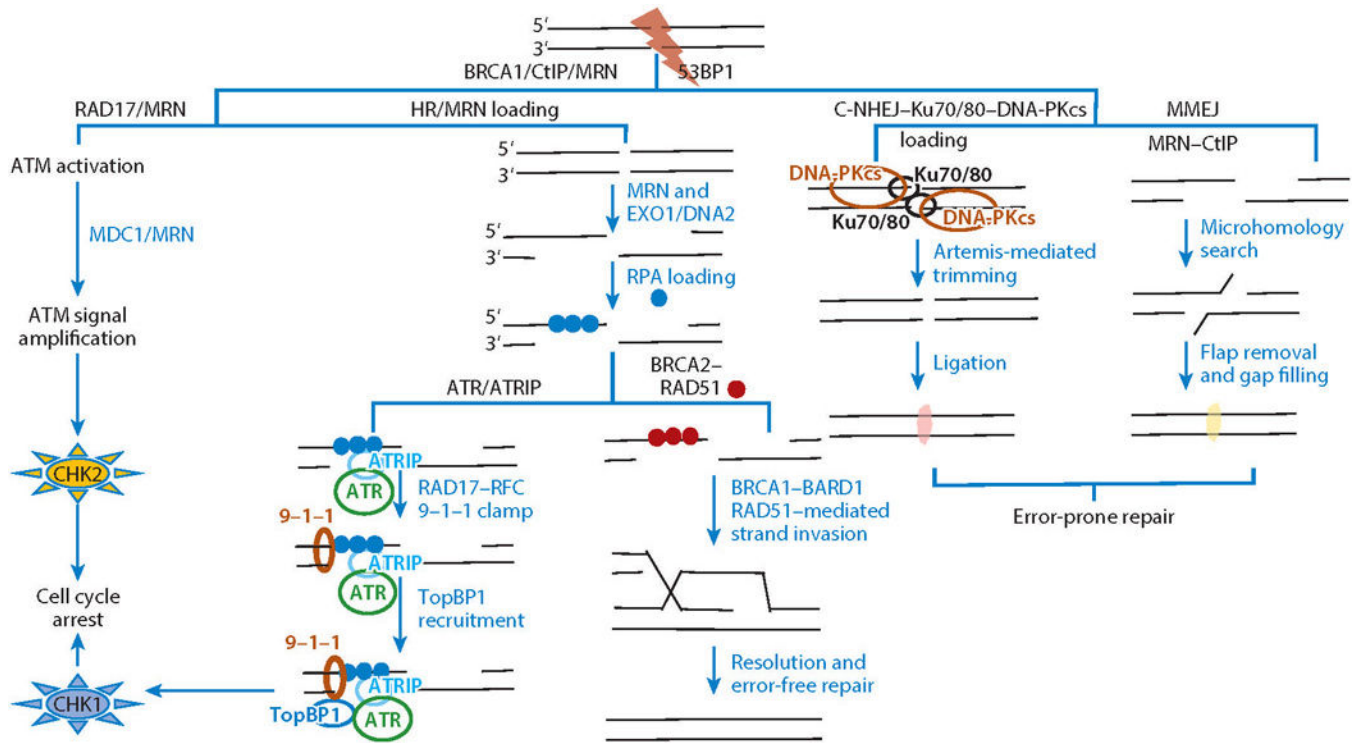 5′
3′
BRCA1/CtIP/MRN
53BP1
RAD17/MRN
HR/MRN loading
C-NHEJ–Ku70/80–DNA-PKcs
loading
MMEJ
MRN–CtIP
ATM activation
MDC1/MRN
ATM signal
amplification
CHK2
Cell cycle
arrest
CHK1
5′
3′
MRN and
EXO1/DNA2
5′
3′
RPA loading
5′
3′
ATR/ATRIP
BRCA2–
RAD51
ATRIP
ATR
RAD17–RFC
9–1–1 clamp
9–1–1
ATRIP
ATR
TopBP1
recruitment
9–1–1
ATRIP
TopBP1
ATR
BRCA1–BARD1
RAD51–mediated
strand invasion
Resolution and
error-free repair
DNA-PKcs
Ku70/80
Ku70/80
DNA-PKcs
Artemis-mediated
trimming
Ligation
Microhomology
search
Flap removal
and gap filling
Error-prone repair